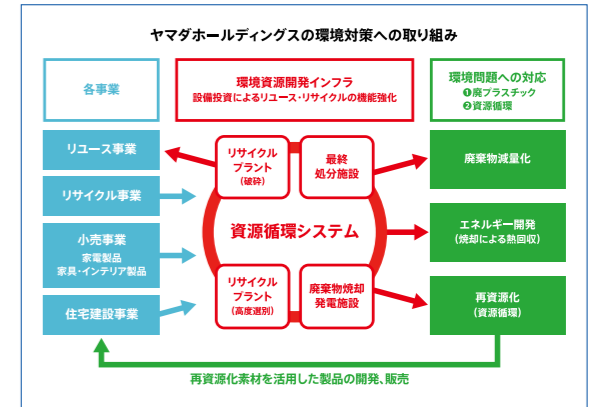 ヤマダホールディングスの環境対策への取り組み
各事業
環境資源開発インフラ
設備投資によるリユース・リサイクルの機能強化
環境問題への対応
❶廃プラスチック
❷資源循環
リユース事業
リサイクル事業
小売事業
家電製品
家具・インテリア製品
住宅建設事業
リサイクル
プラント
(破砕)
最終
処分施設
資源循環システム
リサイクル
プラント
(高度選別)
廃棄物焼却
発電施設
廃棄物減量化
エネルギー開発
(焼却による熱回収)
再資源化
(資源循環)
再資源化素材を活用した製品の開発、販売